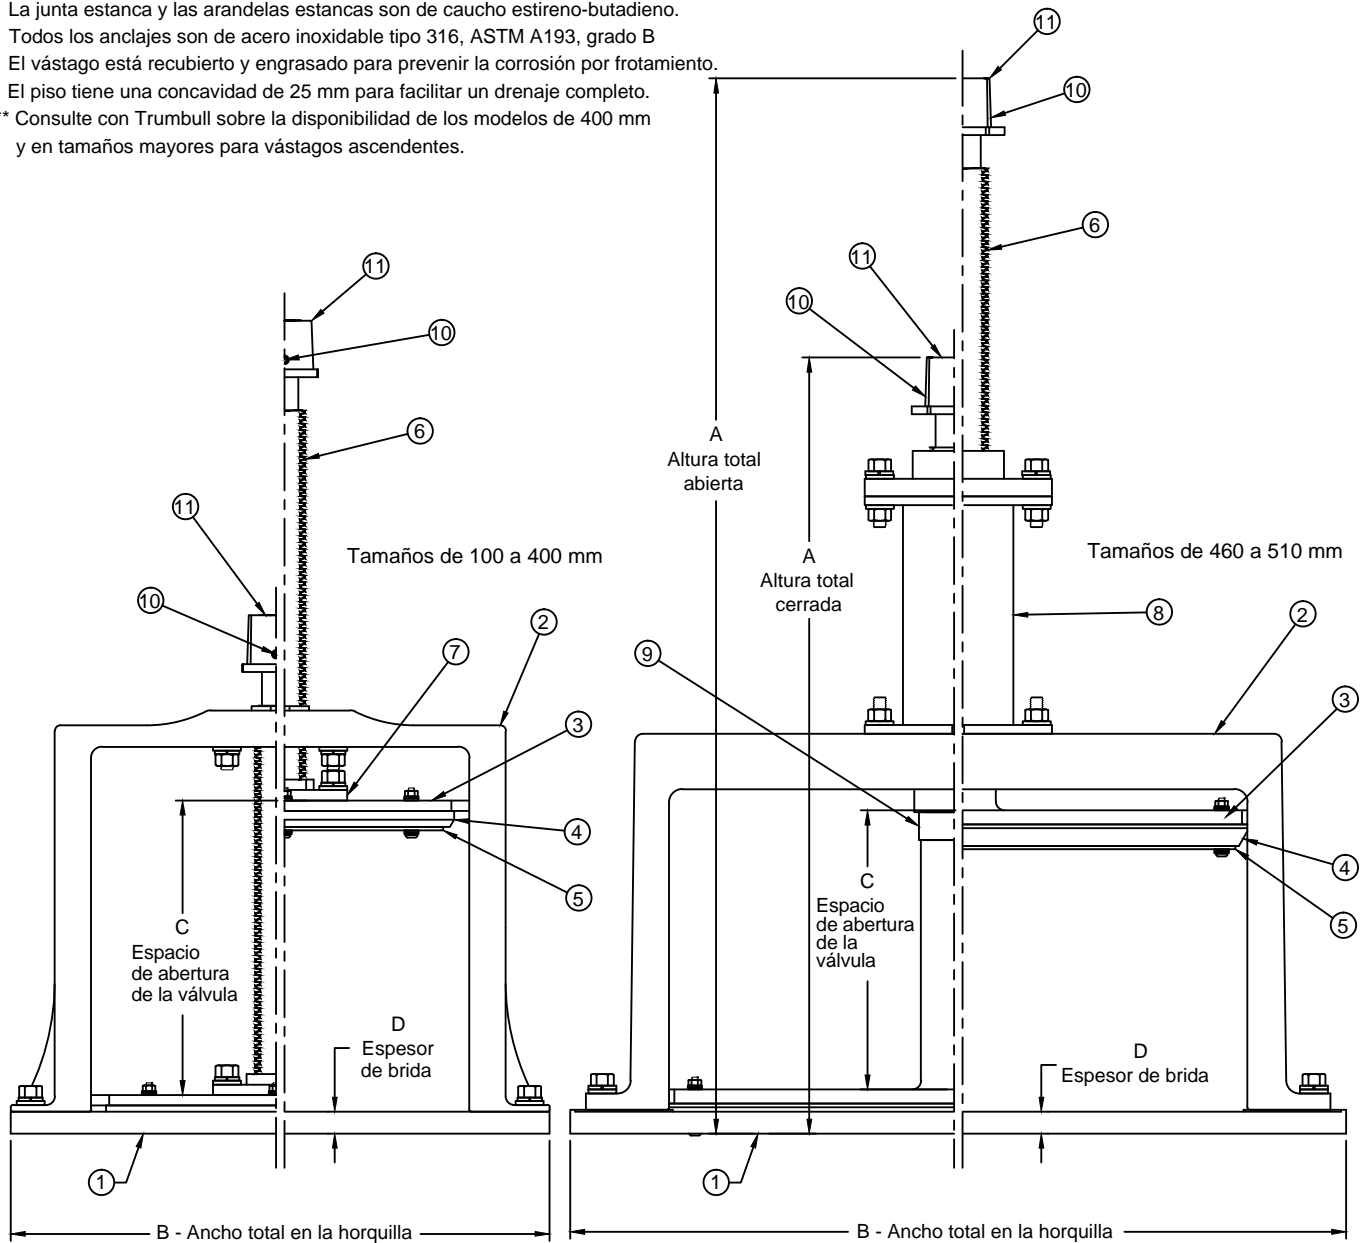 La junta estanca y las arandelas estancas son de caucho estireno-butadieno.
Todos los anclajes son de acero inoxidable tipo 316, ASTM A193, grado B
El vástago está recubierto y engrasado para prevenir la corrosión por frotamiento.
El piso tiene una concavidad de 25 mm para facilitar un drenaje completo.
** Consulte con Trumbull sobre la disponibilidad de los modelos de 400 mm
y en tamaños mayores para vástagos ascendentes.
11
10
6
11
10
Tamaños de 100 a 400 mm
2
7
3
4
5
C
Espacio
de abertura
de la válvula
D
Espesor
de brida
1
B - Ancho total en la horquilla
11
10
6
11
10
A
Altura total
abierta
A
Altura total
cerrada
Tamaños de 460 a 510 mm
8
2
9
3
4
5
C
Espacio
de abertura
de la
válvula
D
Espesor de brida
1
B - Ancho total en la horquilla